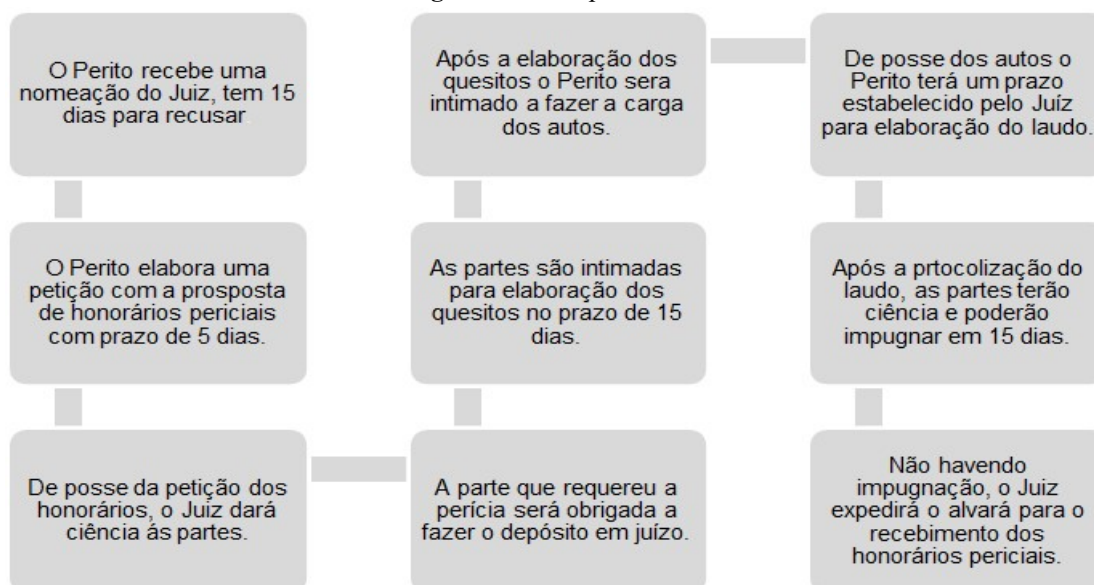 O Perito recebe uma
nomeação do Juiz, tem 15
dias para recusar
O Perito elabora uma
petição com a prosposta
de honorários periciais
com prazo de 5 dias.
De posse da petição dos
honorários, o Juiz dará
ciência ás partes.
A parte que requereu a
perícia será obrigada a
fazer o depósito em juízo.
As partes são intimadas
para elaboração dos
quesitos no prazo de 15
dias.
Após a elaboração dos
quesitos o Perito sera
intimado a fazer a carga
dos autos.
De posse dos autos o
Perito terá um prazo
estabelecido pelo Juíz
para elaboração do laudo.
Após a prtocolização do
laudo, as partes terão
ciência e poderão
impugnar em 15 dias.
Não havendo
impugnação, o Juiz
expedirá o alvará para o
recebimento dos
honorários periciais.